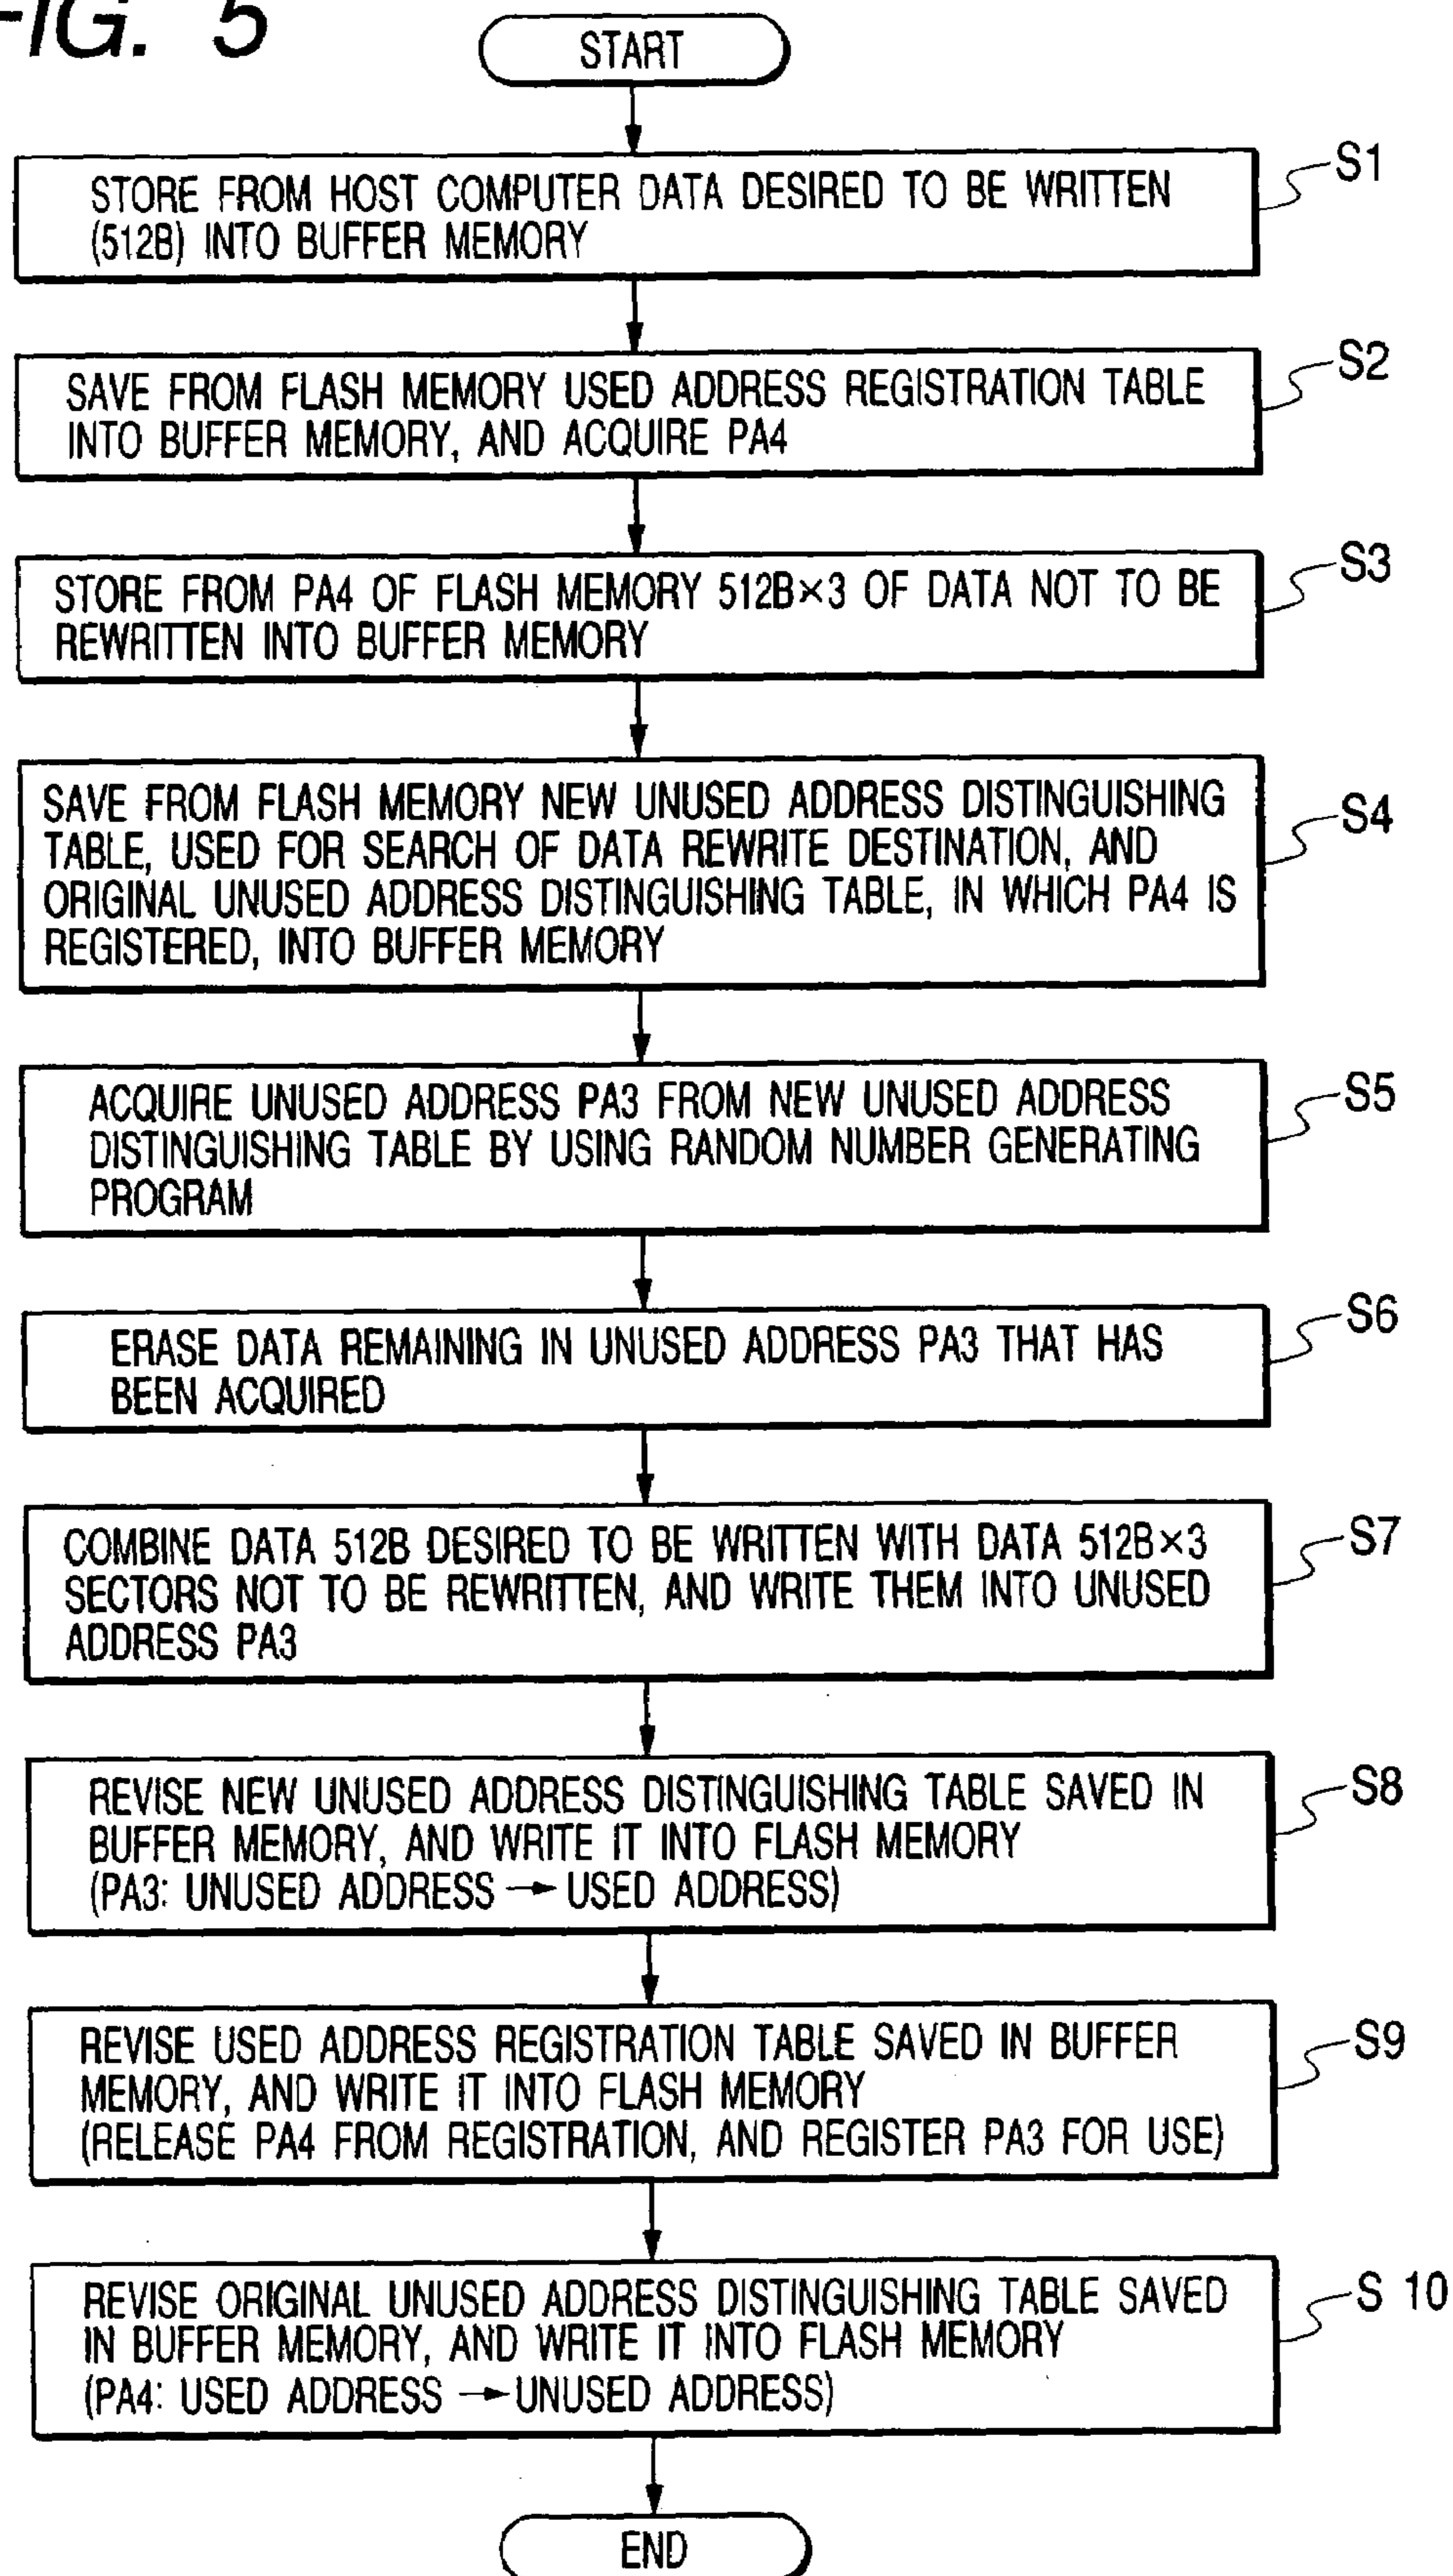 FIG. 5
START
S1
STORE FROM HOST COMPUTER DATA DESIRED TO BE WRITTEN
(512B) INTO BUFFER MEMORY
S2
SAVE FROM FLASH MEMORY USED ADDRESS REGISTRATION TABLE
INTO BUFFER MEMORY, AND ACQUIRE PA4
S3
STORE FROM PA4 OF FLASH MEMORY 512B×3 OF DATA NOT TO BE
REWRITTEN INTO BUFFER MEMORY
S4
SAVE FROM FLASH MEMORY NEW UNUSED ADDRESS DISTINGUISHING
TABLE, USED FOR SEARCH OF DATA REWRITE DESTINATION, AND
ORIGINAL UNUSED ADDRESS DISTINGUISHING TABLE, IN WHICH PA4 IS
REGISTERED, INTO BUFFER MEMORY
S5
ACQUIRE UNUSED ADDRESS PA3 FROM NEW UNUSED ADDRESS
DISTINGUISHING TABLE BY USING RANDOM NUMBER GENERATING
PROGRAM
S6
ERASE DATA REMAINING IN UNUSED ADDRESS PA3 THAT HAS
BEEN ACQUIRED
S7
COMBINE DATA 512B DESIRED TO BE WRITTEN WITH DATA 512B×3
SECTORS NOT TO BE REWRITTEN, AND WRITE THEM INTO UNUSED
ADDRESS PA3
S8
REVISE NEW UNUSED ADDRESS DISTINGUISHING TABLE SAVED IN
BUFFER MEMORY, AND WRITE IT INTO FLASH MEMORY
(PA3: UNUSED ADDRESS → USED ADDRESS)
S9
REVISE USED ADDRESS REGISTRATION TABLE SAVED IN BUFFER
MEMORY, AND WRITE IT INTO FLASH MEMORY
(RELEASE PA4 FROM REGISTRATION, AND REGISTER PA3 FOR USE)
S 10
REVISE ORIGINAL UNUSED ADDRESS DISTINGUISHING TABLE SAVED
IN BUFFER MEMORY, AND WRITE IT INTO FLASH MEMORY
(PA4: USED ADDRESS → UNUSED ADDRESS)
END